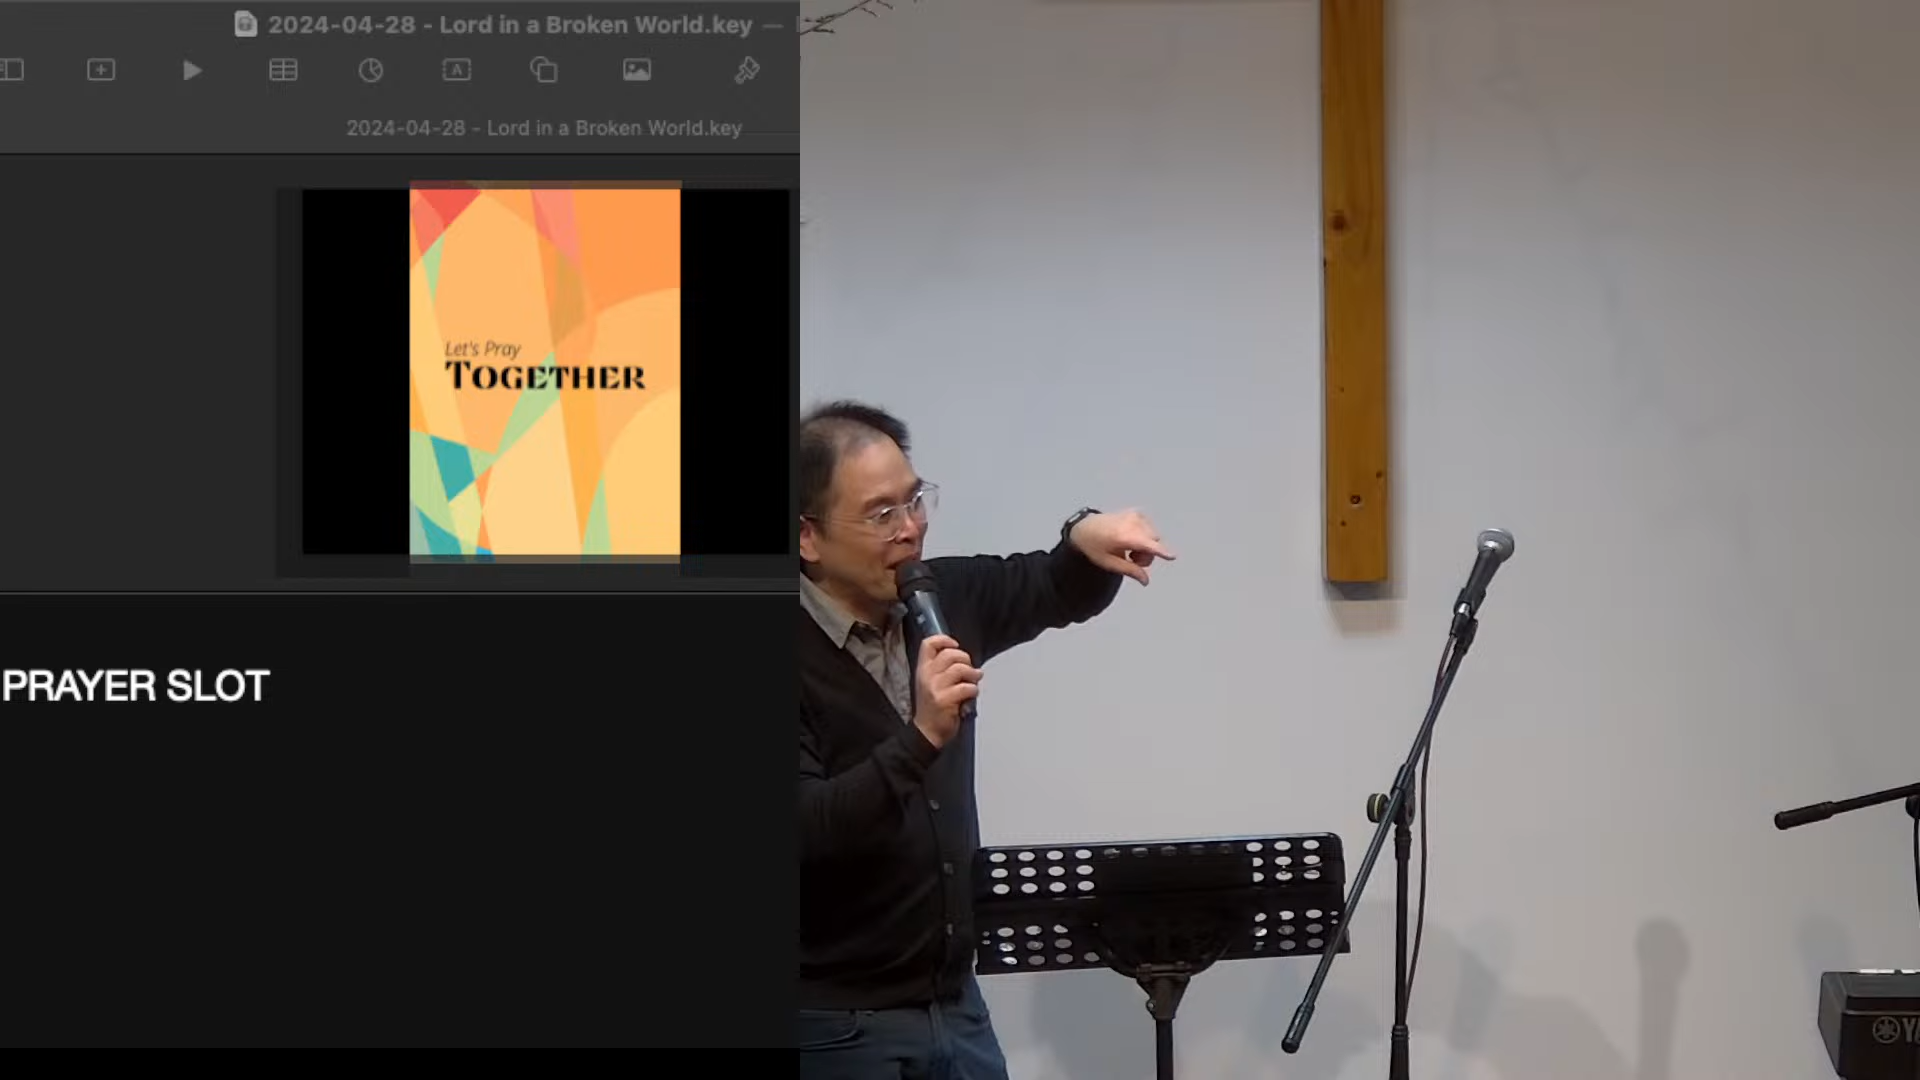 2024-04-28 - Lord in a Broken World.key —
A
2024-04-28 - Lord in a Broken World.key
Let's Pray
TOGETHER
PRAYER SLOT